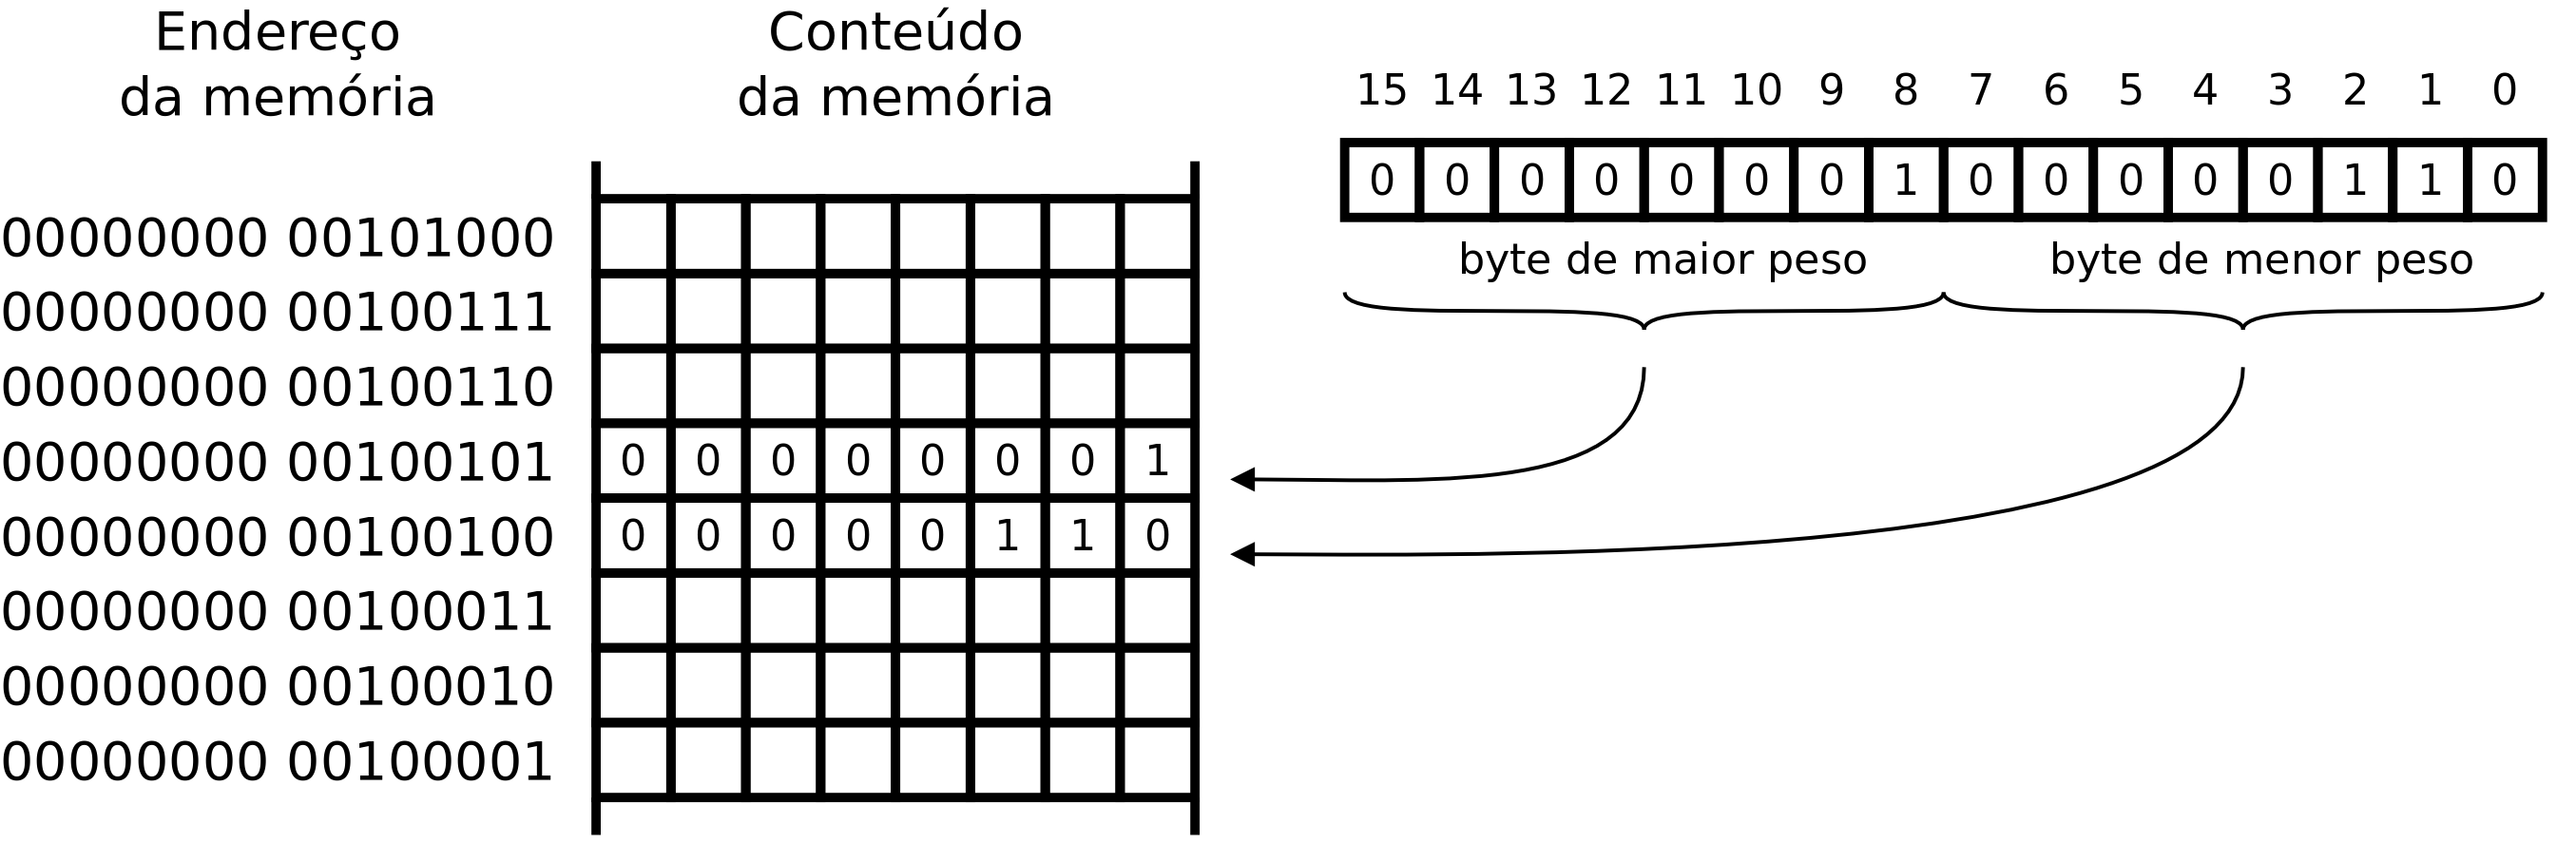 Endereço
da memória
Conteúdo
da memória
15 14 13 12 11 10 9 8 7 6 5 4 3 2 1 0
0 0 0 0 0 0 0 1 0 0 0 0 0 1 1 0
byte de maior peso byte de menor peso
00000000 00101000
00000000 00100111
00000000 00100110
00000000 00100101 0 0 0 0 0 0 0 1
00000000 00100100 0 0 0 0 0 1 1 0
00000000 00100011
00000000 00100010
00000000 00100001